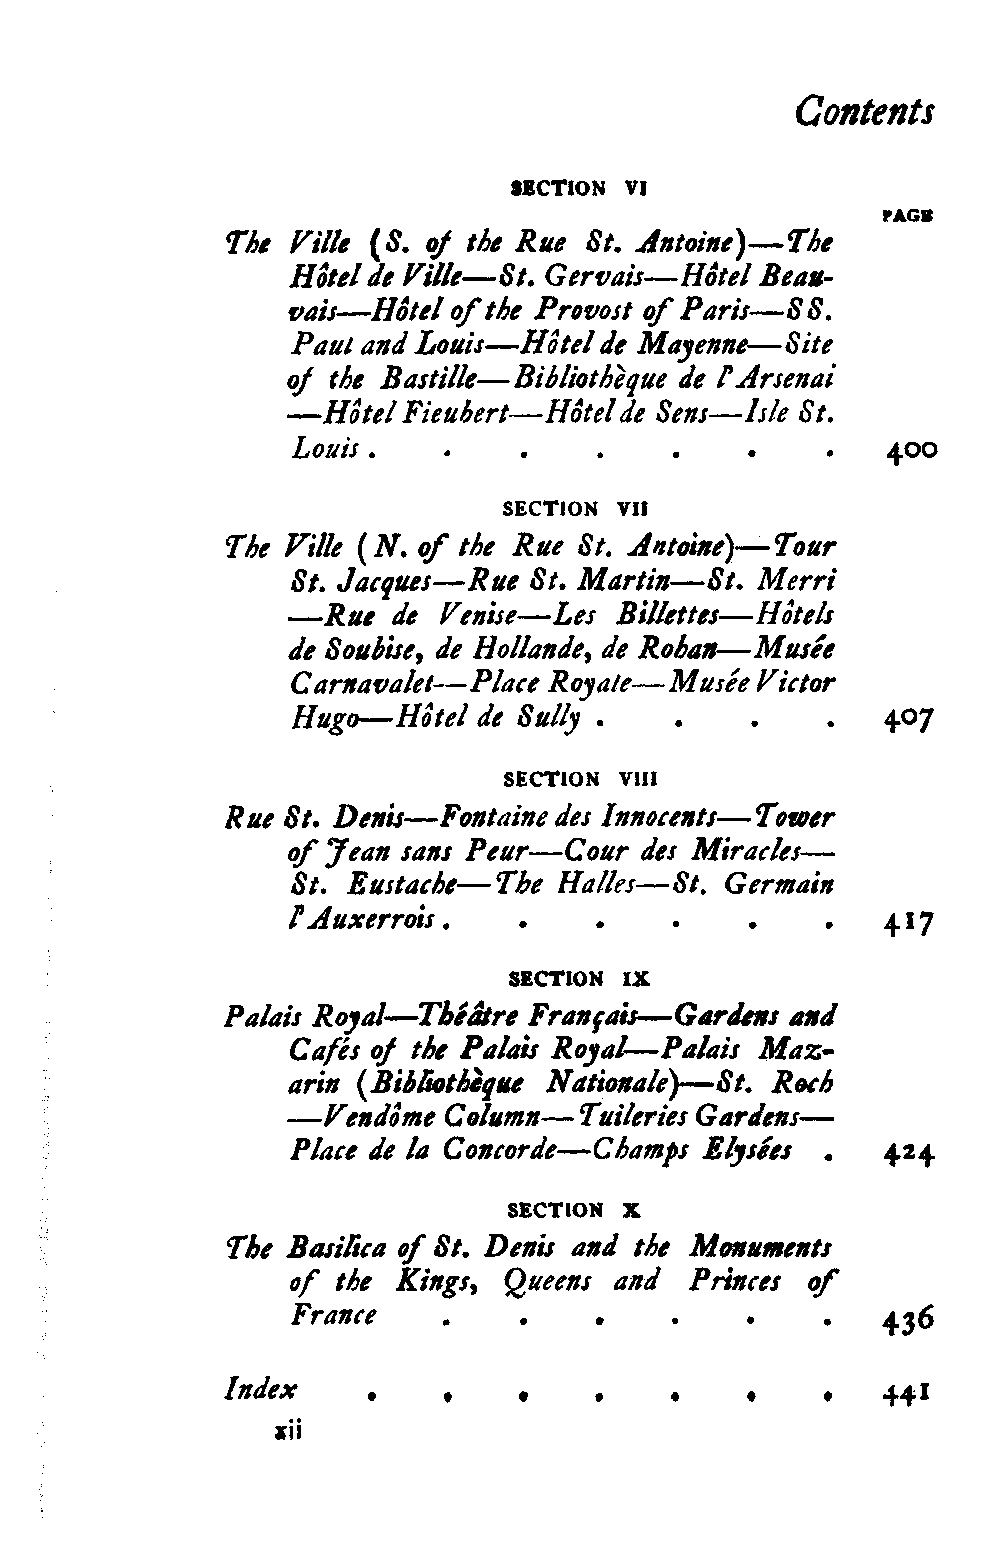 Contents
SECTION VI
PAGE
The Ville (S. of the Rue St. Antoine)—The
Hôtel de Ville—St. Gervais—Hôtel Beau-
vais—Hôtel of the Provost of Paris—SS.
Paul and Louis—Hôtel de Mayenne—Site
of the Bastille—Bibliothèque de l'Arsenal
—Hôtel Fieubert—Hôtel de Sens—Isle St.
Louis . . . . . . . 400
SECTION VII
The Ville (N. of the Rue St. Antoine)—Tour
St. Jacques—Rue St. Martin—St. Merri
—Rue de Venise—Les Billettes—Hôtels
de Soubise, de Hollande, de Rohan—Musée
Carnavalet—Place Royale—Musée Victor
Hugo—Hôtel de Sully . . . . 407
SECTION VIII
Rue St. Denis—Fontaine des Innocents—Tower
of Jean sans Peur—Cour des Miracles—
St. Eustache—The Halles—St. Germain
l'Auxerrois . . . . . . 417
SECTION IX
Palais Royal—Théâtre Français—Gardens and
Cafés of the Palais Royal—Palais Maz-
arin (Bibliothèque Nationale)—St. Roch
—Vendôme Column—Tuileries Gardens—
Place de la Concorde—Champs Elysées . 424
SECTION X
The Basilica of St. Denis and the Monuments
of the Kings, Queens and Princes of
France . . . . . . 436
Index . . . . . . . 441
xii